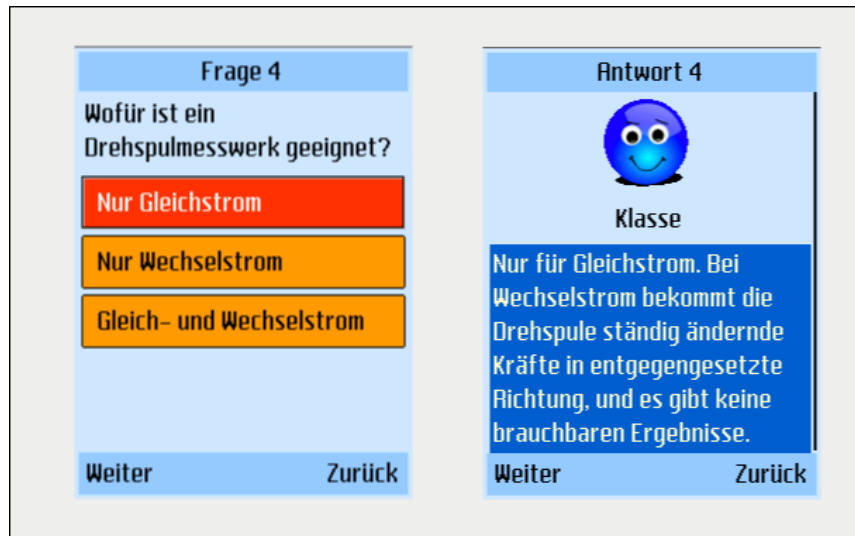 Frage 4
Wofür ist ein
Drehspulmesswerk geeignet?
Nur Gleichstrom
Nur Wechselstrom
Gleich- und Wechselstrom
Weiter Zurück
Antwort 4
Klasse
Nur für Gleichstrom. Bei
Wechselstrom bekommt die
Drehspule ständig ändernde
Kräfte in entgegengesetzte
Richtung, und es gibt keine
brauchbaren Ergebnisse.
Weiter Zurück